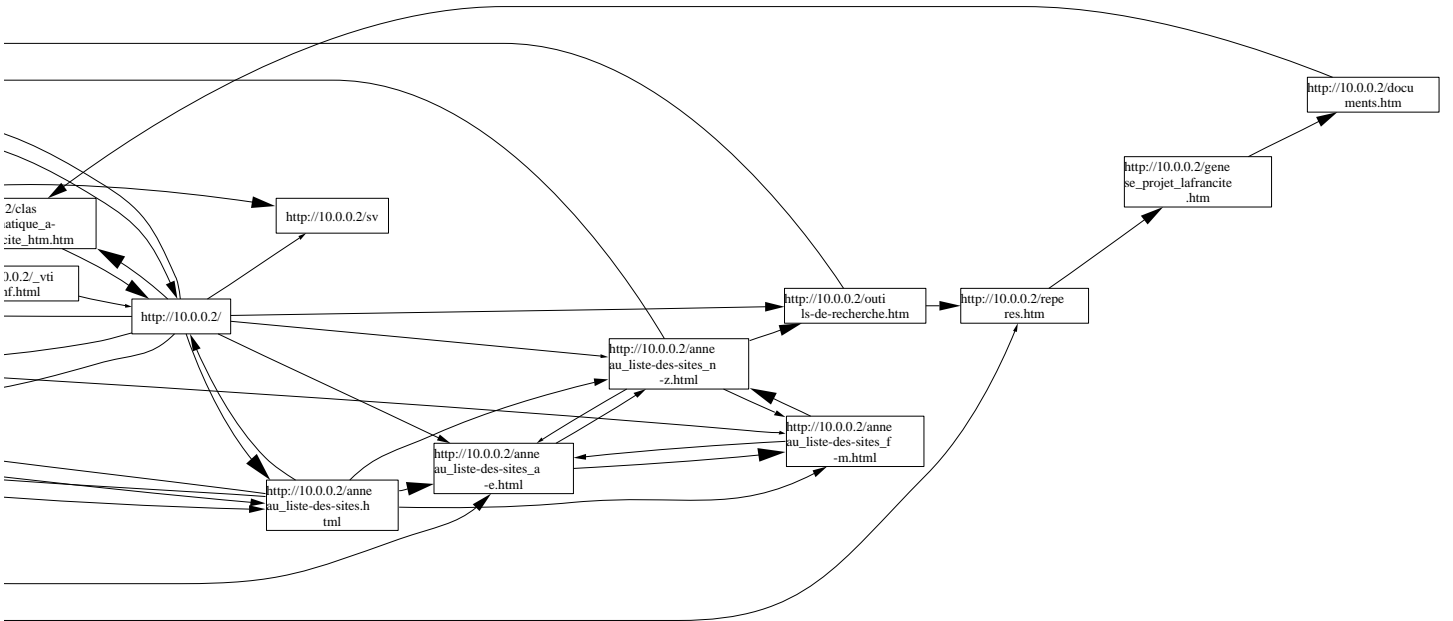 http://10.0.0.2/docu
ments.htm
http://10.0.0.2/gene
se_projet_lafrancite
.htm
2/clas
atique_a-
cite_htm.htm
http://10.0.0.2/sv
0.0.2/_vti
nf.html
http://10.0.0.2/
http://10.0.0.2/outi
ls-de-recherche.htm
http://10.0.0.2/repe
res.htm
http://10.0.0.2/anne
au_liste-des-sites_n
-z.html
http://10.0.0.2/anne
au_liste-des-sites_f
-m.html
http://10.0.0.2/anne
au_liste-des-sites_a
-e.html
http://10.0.0.2/anne
au_liste-des-sites.h
tml